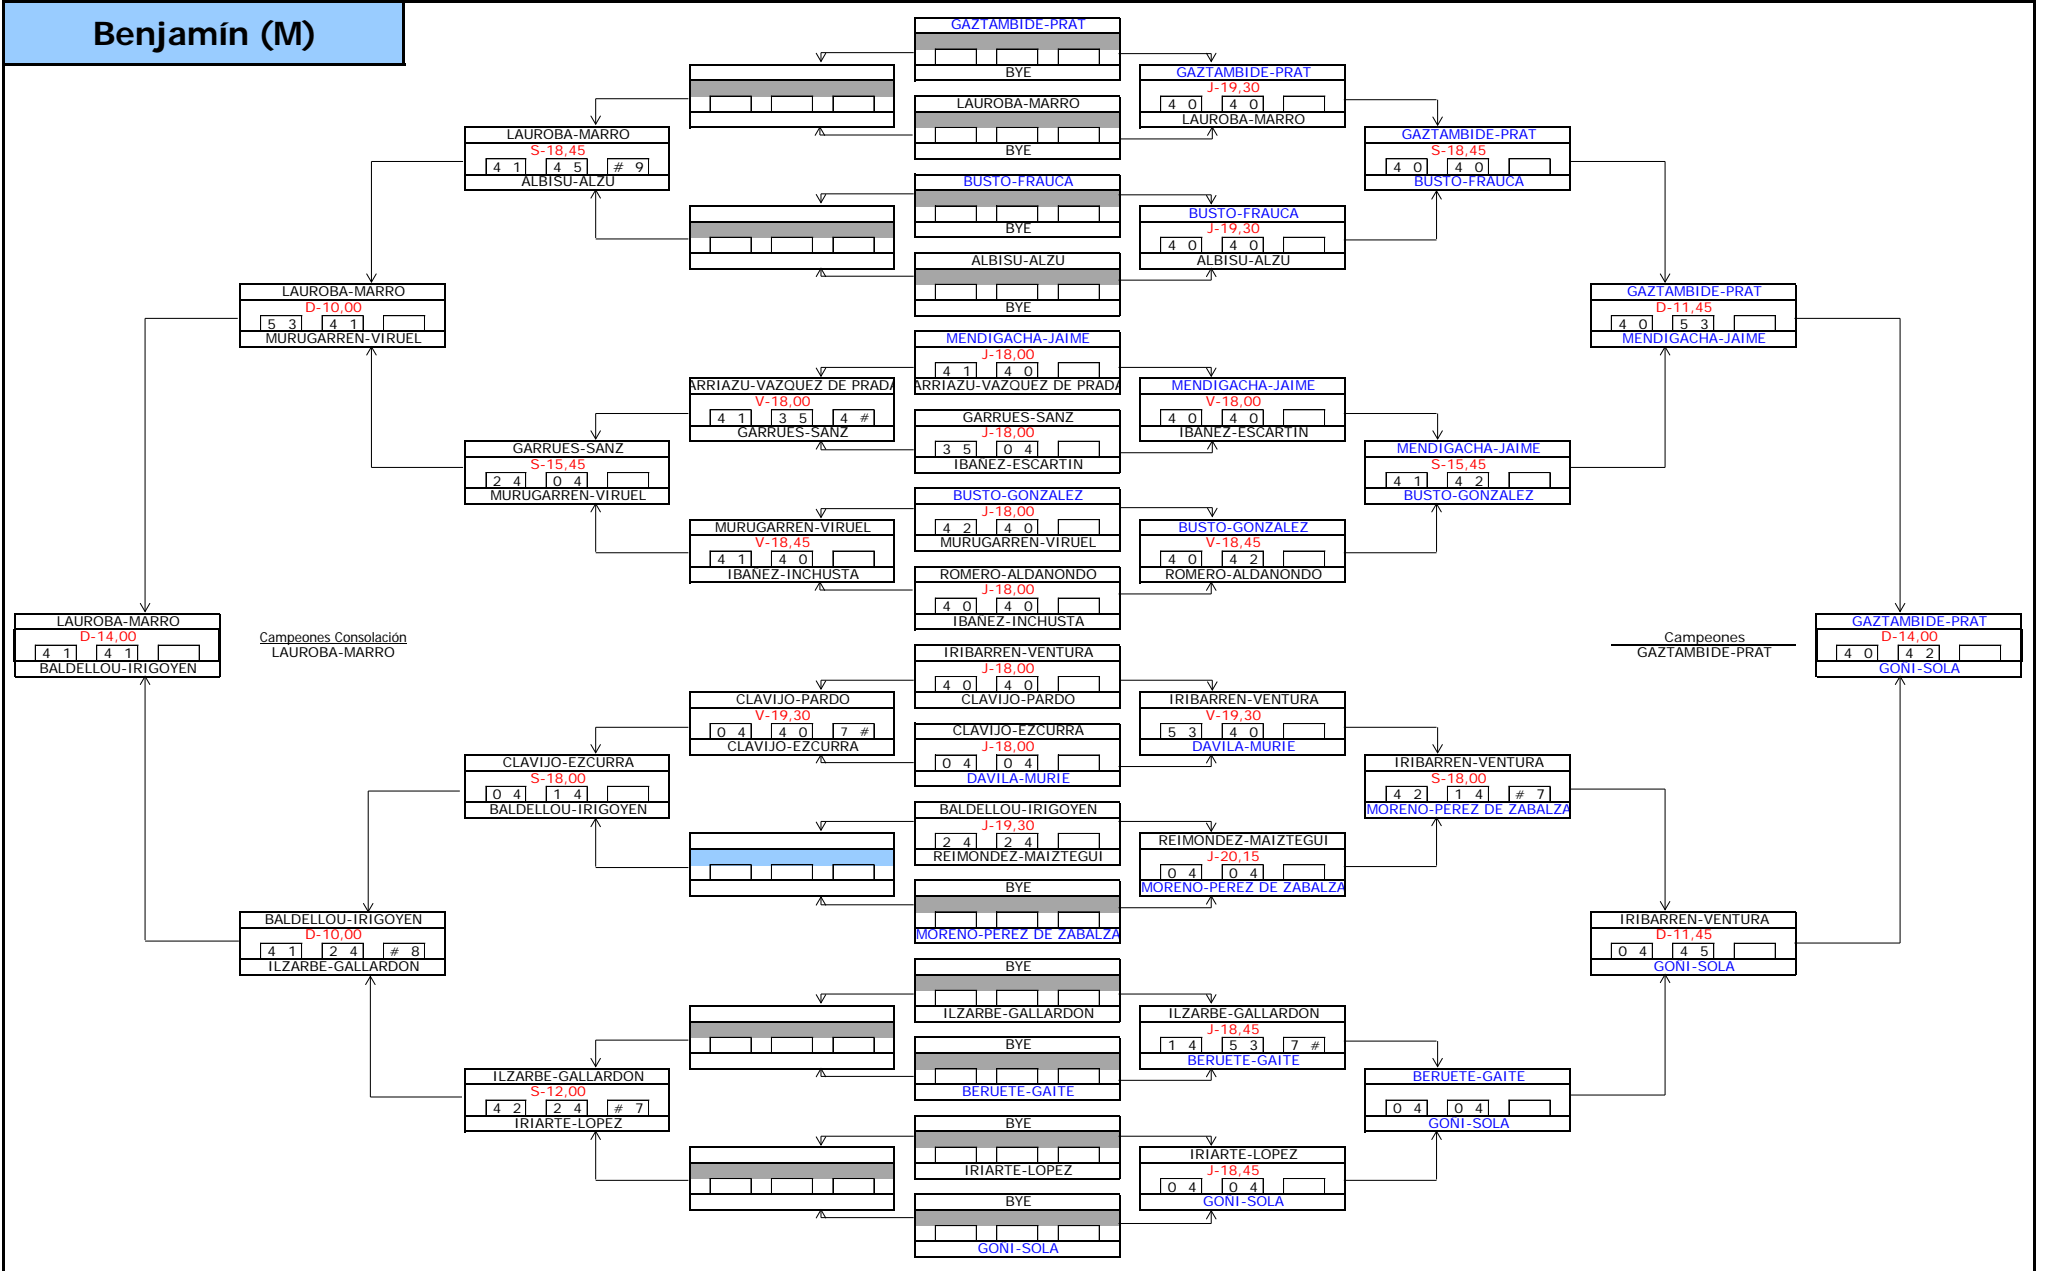 Benjamín (M)
LAUROBA-MARRO
D-14,00
4 1 4 1
BALDELLOU-IRIGOYEN
Campeones Consolación
LAUROBA-MARRO
LAUROBA-MARRO
D-10,00
5 3 4 1
MURUGARREN-VIRUEL
BALDELLOU-IRIGOYEN
D-10,00
4 1 2 4 # 8
ILZARBE-GALLARDON
LAUROBA-MARRO
S-18,45
4 1 4 5 # 9
ALBISU-ALZU
GARRUES-SANZ
S-15,45
2 4 0 4
MURUGARREN-VIRUEL
CLAVIJO-EZCURRA
S-18,00
0 4 1 4
BALDELLOU-IRIGOYEN
ILZARBE-GALLARDON
S-12,00
4 2 2 4 # 7
IRIARTE-LOPEZ
ARRIAZU-VAZQUEZ DE PRADA
V-18,00
4 1 3 5 4 #
GARRUES-SANZ
MURUGARREN-VIRUEL
V-18,45
4 1 4 0
IBAÑEZ-INCHUSTA
CLAVIJO-PARDO
V-19,30
0 4 4 0 7 #
CLAVIJO-EZCURRA
GAZTAMBIDE-PRAT
BYE
LAUROBA-MARRO
BYE
BUSTO-FRAUCA
BYE
ALBISU-ALZU
BYE
MENDIGACHA-JAIME
J-18,00
4 1 4 0
ARRIAZU-VAZQUEZ DE PRADA
GARRUES-SANZ
J-18,00
3 5 0 4
IBAÑEZ-ESCARTIN
BUSTO-GONZALEZ
J-18,00
4 2 4 0
MURUGARREN-VIRUEL
ROMERO-ALDANONDO
J-18,00
4 0 4 0
IBAÑEZ-INCHUSTA
IRIBARREN-VENTURA
J-18,00
4 0 4 0
CLAVIJO-PARDO
CLAVIJO-EZCURRA
J-18,00
0 4 0 4
DAVILA-MURIE
BALDELLOU-IRIGOYEN
J-19,30
2 4 2 4
REIMONDEZ-MAIZTEGUI
BYE
MORENO-PEREZ DE ZABALZA
BYE
ILZARBE-GALLARDON
BYE
BERUETE-GAITE
BYE
IRIARTE-LOPEZ
BYE
GOÑI-SOLA
GAZTAMBIDE-PRAT
J-19,30
4 0 4 0
LAUROBA-MARRO
BUSTO-FRAUCA
J-19,30
4 0 4 0
ALBISU-ALZU
MENDIGACHA-JAIME
V-18,00
4 0 4 0
IBAÑEZ-ESCARTIN
BUSTO-GONZALEZ
V-18,45
4 0 4 2
ROMERO-ALDANONDO
IRIBARREN-VENTURA
V-19,30
5 3 4 0
DAVILA-MURIE
REIMONDEZ-MAIZTEGUI
J-20,15
0 4 0 4
MORENO-PEREZ DE ZABALZA
ILZARBE-GALLARDON
J-18,45
1 4 5 3 7 #
BERUETE-GAITE
IRIARTE-LOPEZ
J-18,45
0 4 0 4
GOÑI-SOLA
GAZTAMBIDE-PRAT
S-18,45
4 0 4 0
BUSTO-FRAUCA
MENDIGACHA-JAIME
S-15,45
4 1 4 2
BUSTO-GONZALEZ
IRIBARREN-VENTURA
S-18,00
4 2 1 4 # 7
MORENO-PEREZ DE ZABALZA
BERUETE-GAITE
0 4 0 4
GOÑI-SOLA
GAZTAMBIDE-PRAT
D-11,45
4 0 5 3
MENDIGACHA-JAIME
IRIBARREN-VENTURA
D-11,45
0 4 4 5
GOÑI-SOLA
Campeones
GAZTAMBIDE-PRAT
GAZTAMBIDE-PRAT
D-14,00
4 0 4 2
GOÑI-SOLA